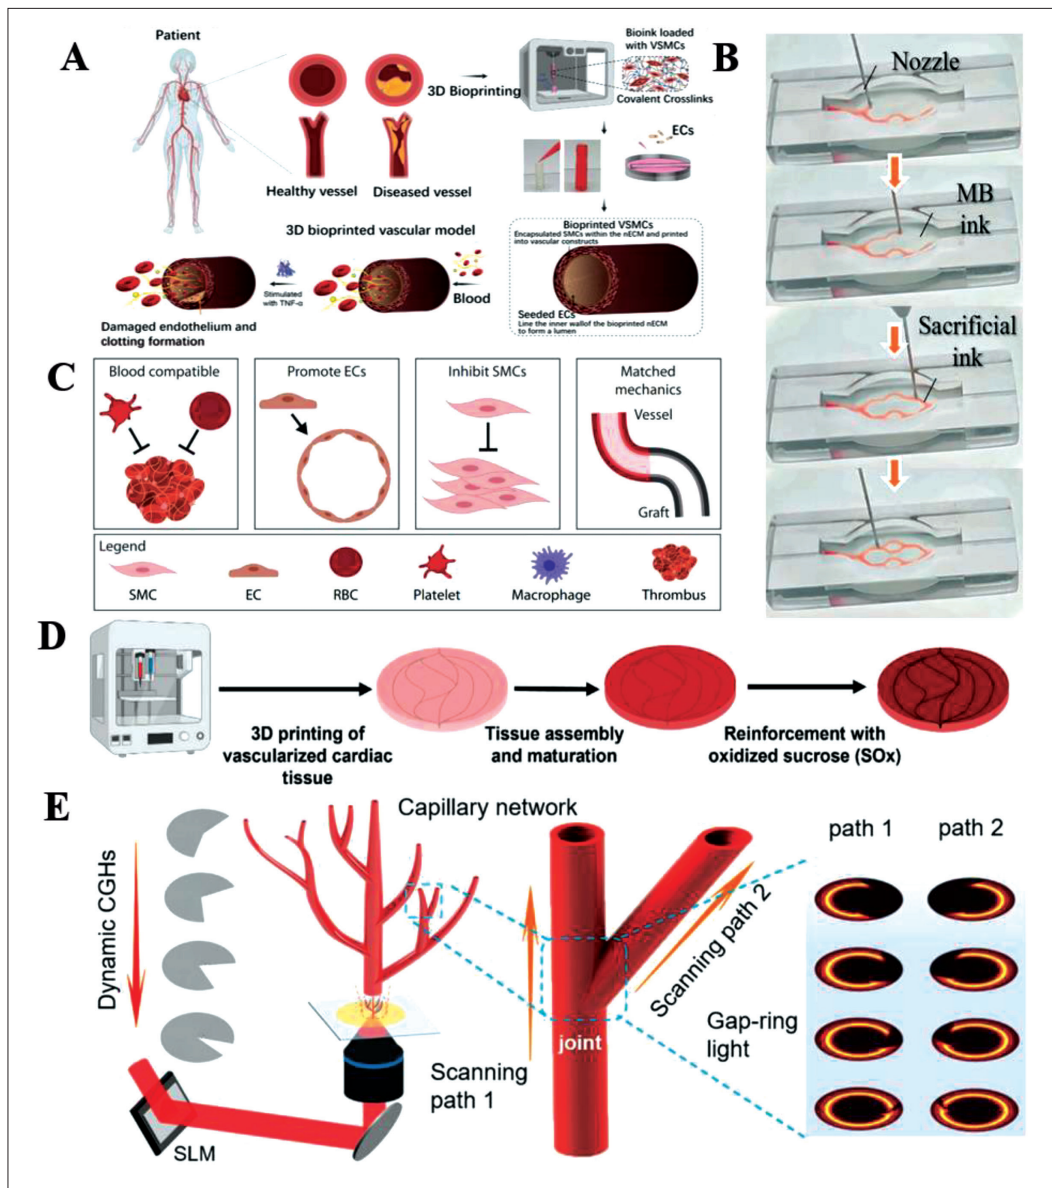 A
Patient
Healthy vessel
Diseased vessel
3D Bioprinting
Bioink loaded
with VSMCs
Covalent Crosslinks
ECs
Bioprinted VSMCs
Encapsulated SMCs within the nECM and printed
into vascular constructs
Seeded ECs
Line the inner wallof the bioprinted nECM
to form a lumen
3D bioprinted vascular model
Blood
Stimulated
with TNF-α
Damaged endothelium and
clotting formation
B
Nozzle
MB
ink
Sacrificial
ink
C
Blood compatible
Promote ECs
Inhibit SMCs
Matched
mechanics
Vessel
Graft
Legend
SMC
EC
RBC
Platelet
Macrophage
Thrombus
D
3D printing of
vascularized cardiac
tissue
Tissue assembly
and maturation
Reinforcement with
oxidized sucrose (SOx)
E
Dynamic CGHs
SLM
Capillary network
Scanning
path 1
joint
Scanning path 2
Gap-ring
light
path 1
path 2